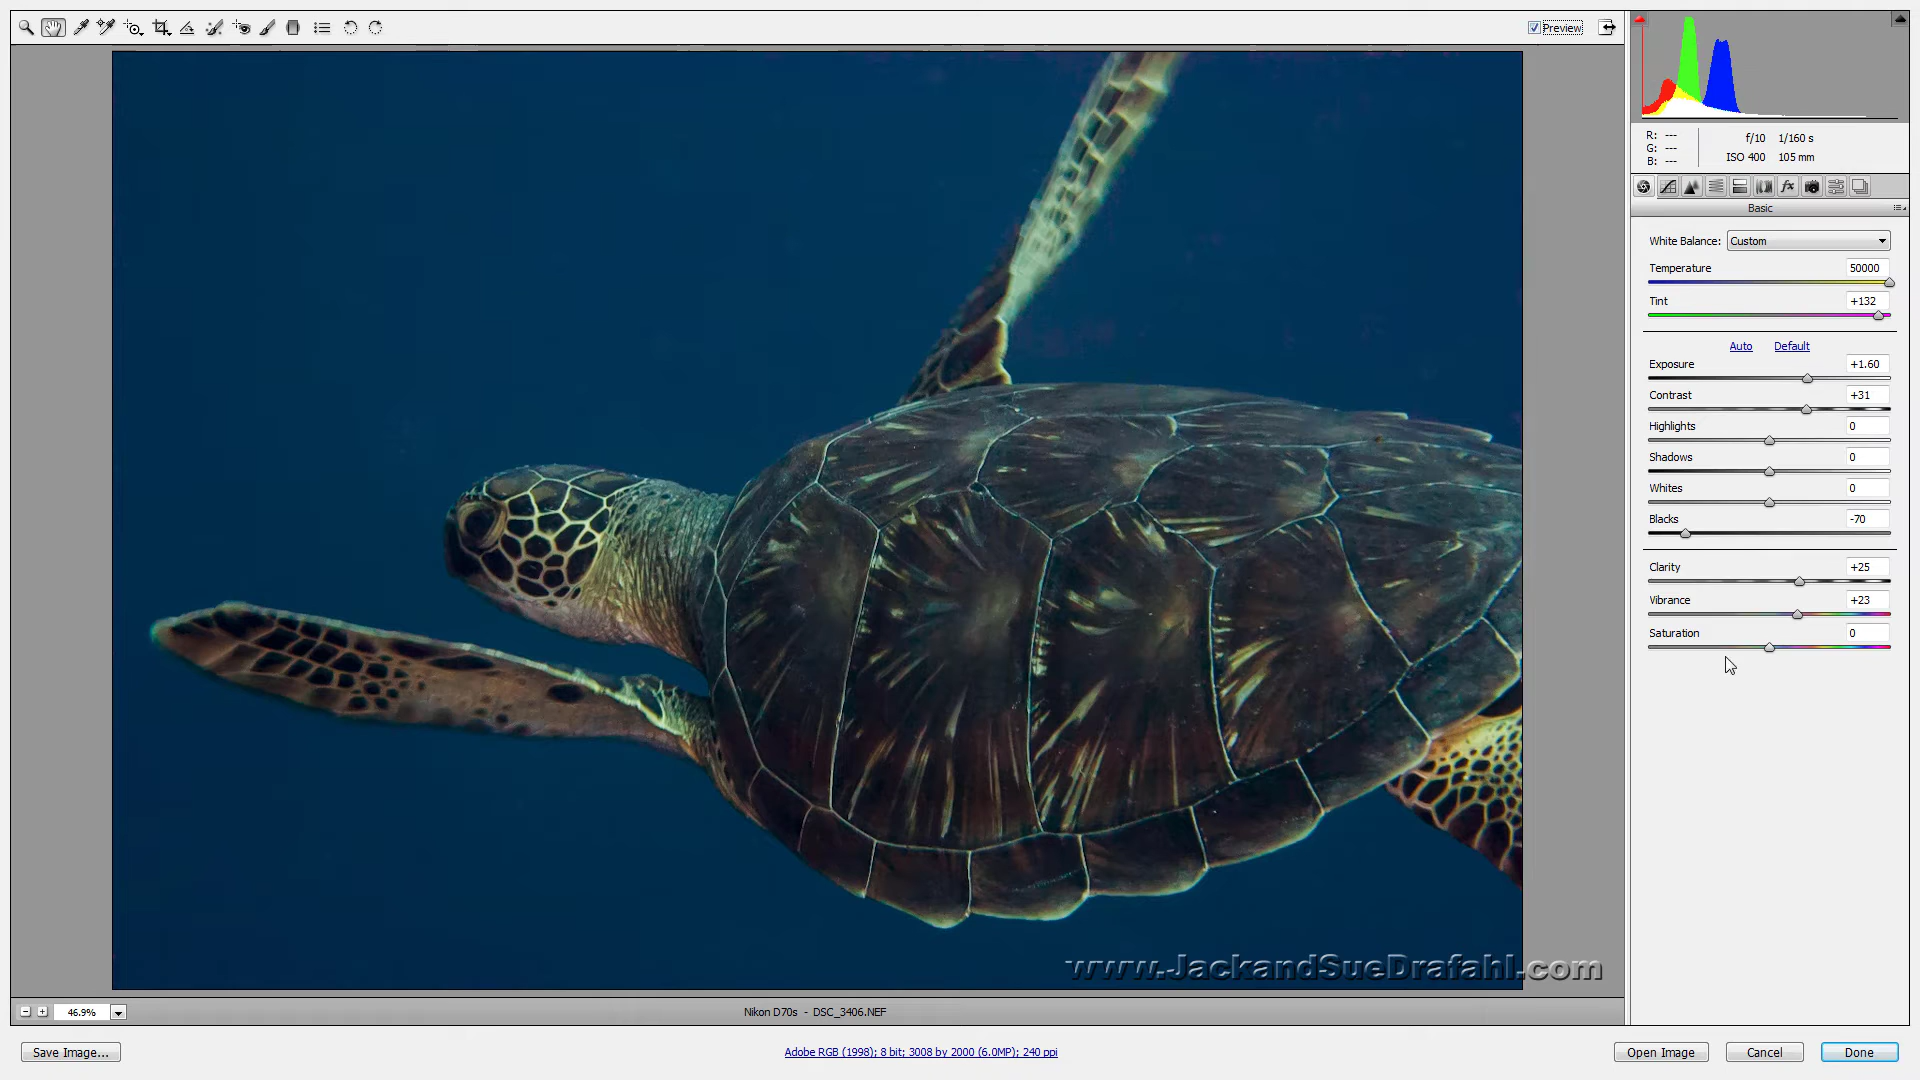 Preview
R: ---
G: ---
B: ---
f/10 1/160 s
ISO 400 105 mm
fx
Basic
White Balance: Custom
Temperature 50000
Tint +132
Auto Default
Exposure +1.60
Contrast +31
Highlights 0
Shadows 0
Whites 0
Blacks -70
Clarity +25
Vibrance +23
Saturation 0
www.JackandSueDrafahl.com
46.9%
Nikon D70s - DSC_3406.NEF
Save Image...
Adobe RGB (1998); 8 bit; 3008 by 2000 (6.0MP); 240 ppi
Open Image
Cancel
Done